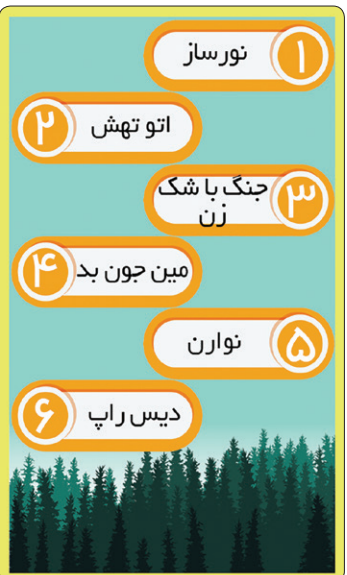 ۱ نورساز
۲ اتو تهش
۳ جنگ با شک
زن
۴ مین جون بد
۵ نوارن
۶ دیس راپ